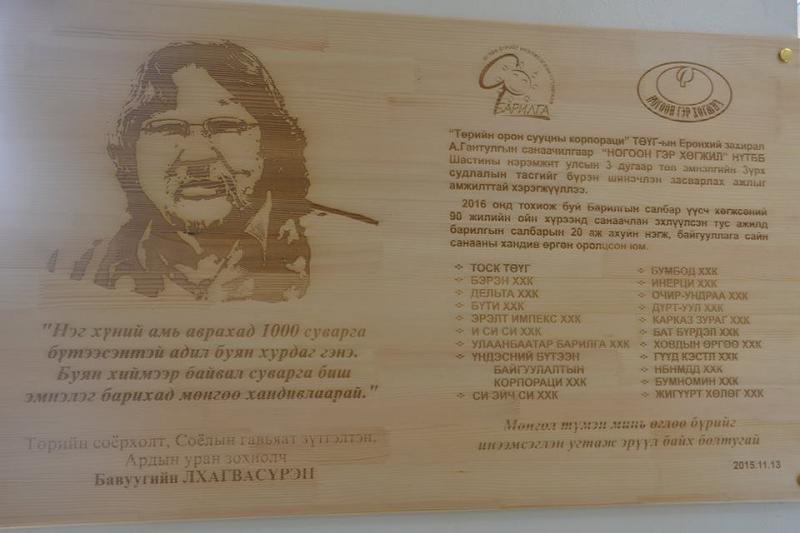 "Нэг хүний амь аврахад 1000 суварга
бүтээсэнтэй адил буян хурдаг гэнэ.
Буян хиймээр байвал суварга биш
эмнэлэг барихад мөнгөө хандивлаарай."
Төрийн соёрхолт, Соёлын гавьяат зүтгэлтэн,
Ардын уран зохиолч
Бавуугийн ЛХАГВАСҮРЭН
БАРИЛГА
НОГООН ГЭР ХӨГЖИЛ
"Төрийн орон сууцны корпораци" ТӨҮГ-ын Ерөнхий захирал
А.Гантулгын санаачилгаар "НОГООН ГЭР ХӨГЖИЛ" НҮТББ
Шастины нэрэмжит улсын 3 дугаар төв эмнэлгийн Зүрх
судлалын тасгийг бүрэн шинэчлэн засварлах ажлыг
амжилттай хэрэгжүүллээ.
2016 онд тохиож буй Барилгын салбар үүсч хөгжсөний
90 жилийн ойн хүрээнд санаачлан эхлүүлсэн тус ажилд
барилгын салбарын 20 аж ахуйн нэгж, байгууллага сайн
санааны хандив өргөн оролцсон юм.
ТОСК ТӨҮГ
БЭРЭН ХХК
ДЕЛЬТА ХХК
БҮТИ ХХК
ЭРЭЛТ ИМПЕКС ХХК
И СИ СИ ХХК
УЛААНБААТАР БАРИЛГА ХХК
ҮНДЭСНИЙ БҮТЭЭН
БАЙГУУЛАЛТЫН
КОРПОРАЦИ ХХК
СИ ЭЙЧ СИ ХХК
БУМБОД ХХК
ИНЕРЦИ ХХК
ОЧИР-УНДРАА ХХК
ДҮРТ-УУЛ ХХК
КАРКАЗ ЗУРАГ ХХК
БАТ БҮРДЭЛ ХХК
ХОВДЫН ӨРГӨӨ ХХК
ГҮҮД КЭСТЛ ХХК
НБНМДД ХХК
БУМНОМИН ХХК
ЖИГҮҮРТ ХӨЛӨГ ХХК
Монгол түмэн минь өглөө бүрийг
инээмсэглэн угтаж эрүүл байх болтугай
2015.11.13